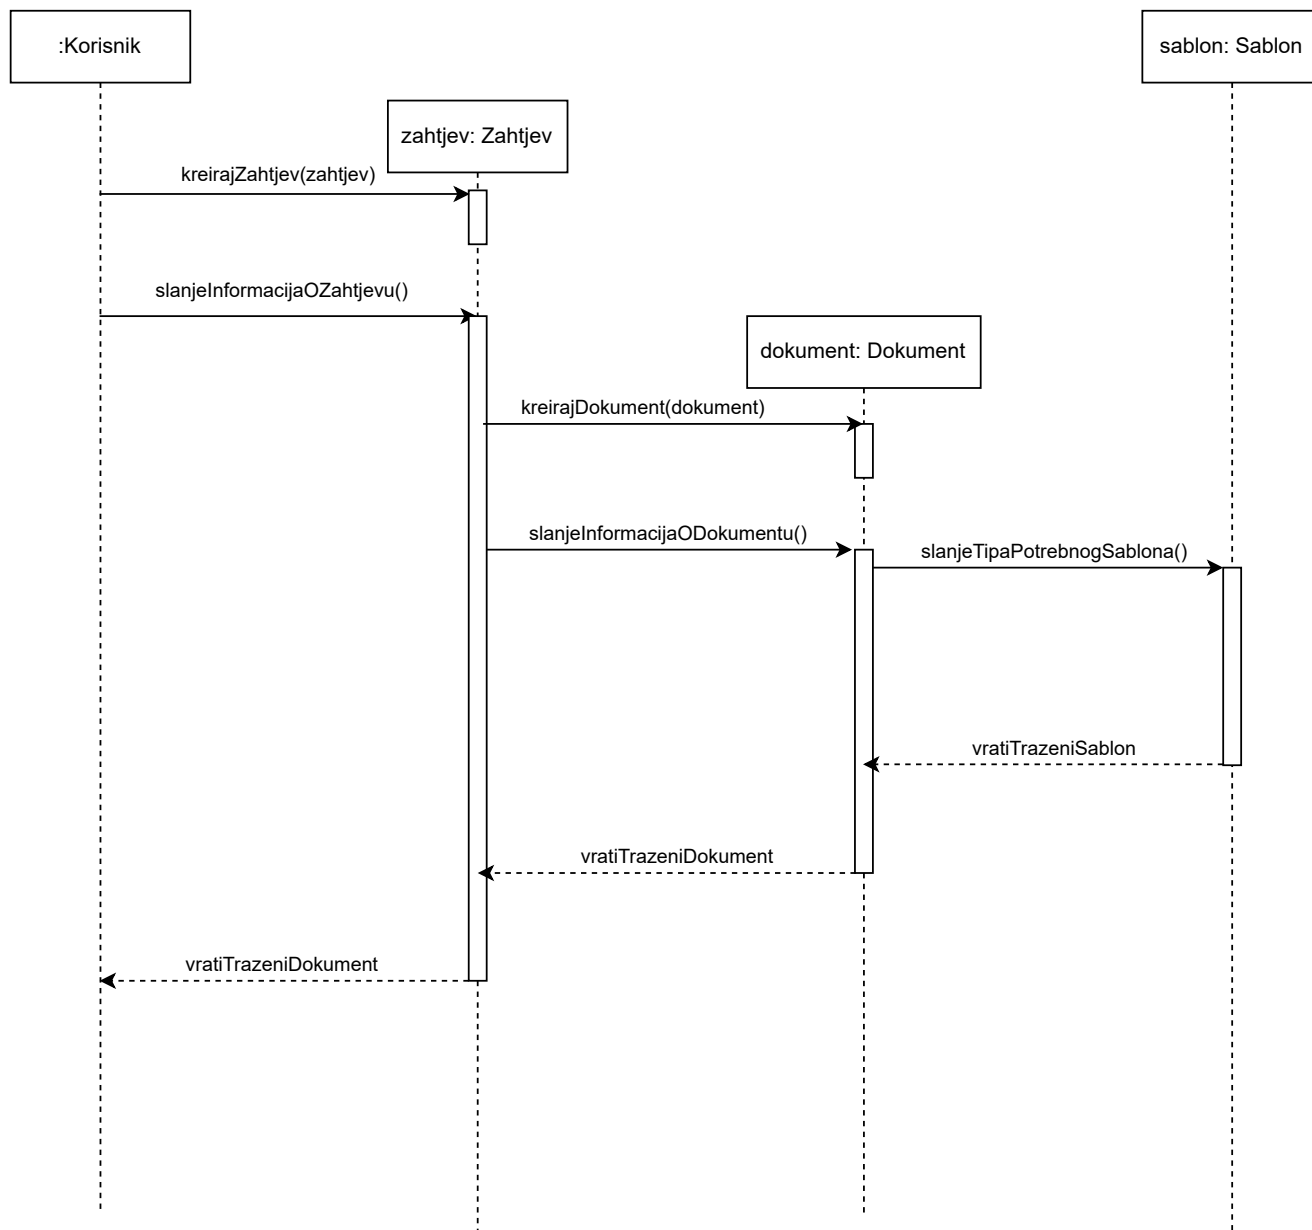 :Korisnik
sablon: Sablon
zahtjev: Zahtjev
kreirajZahtjev(zahtjev)
slanjeInformacijaOZahtjevu()
dokument: Dokument
kreirajDokument(dokument)
slanjeInformacijaODokumentu()
slanjeTipaPotrebnogSablona()
vratiTrazeniSablon
vratiTrazeniDokument
vratiTrazeniDokument